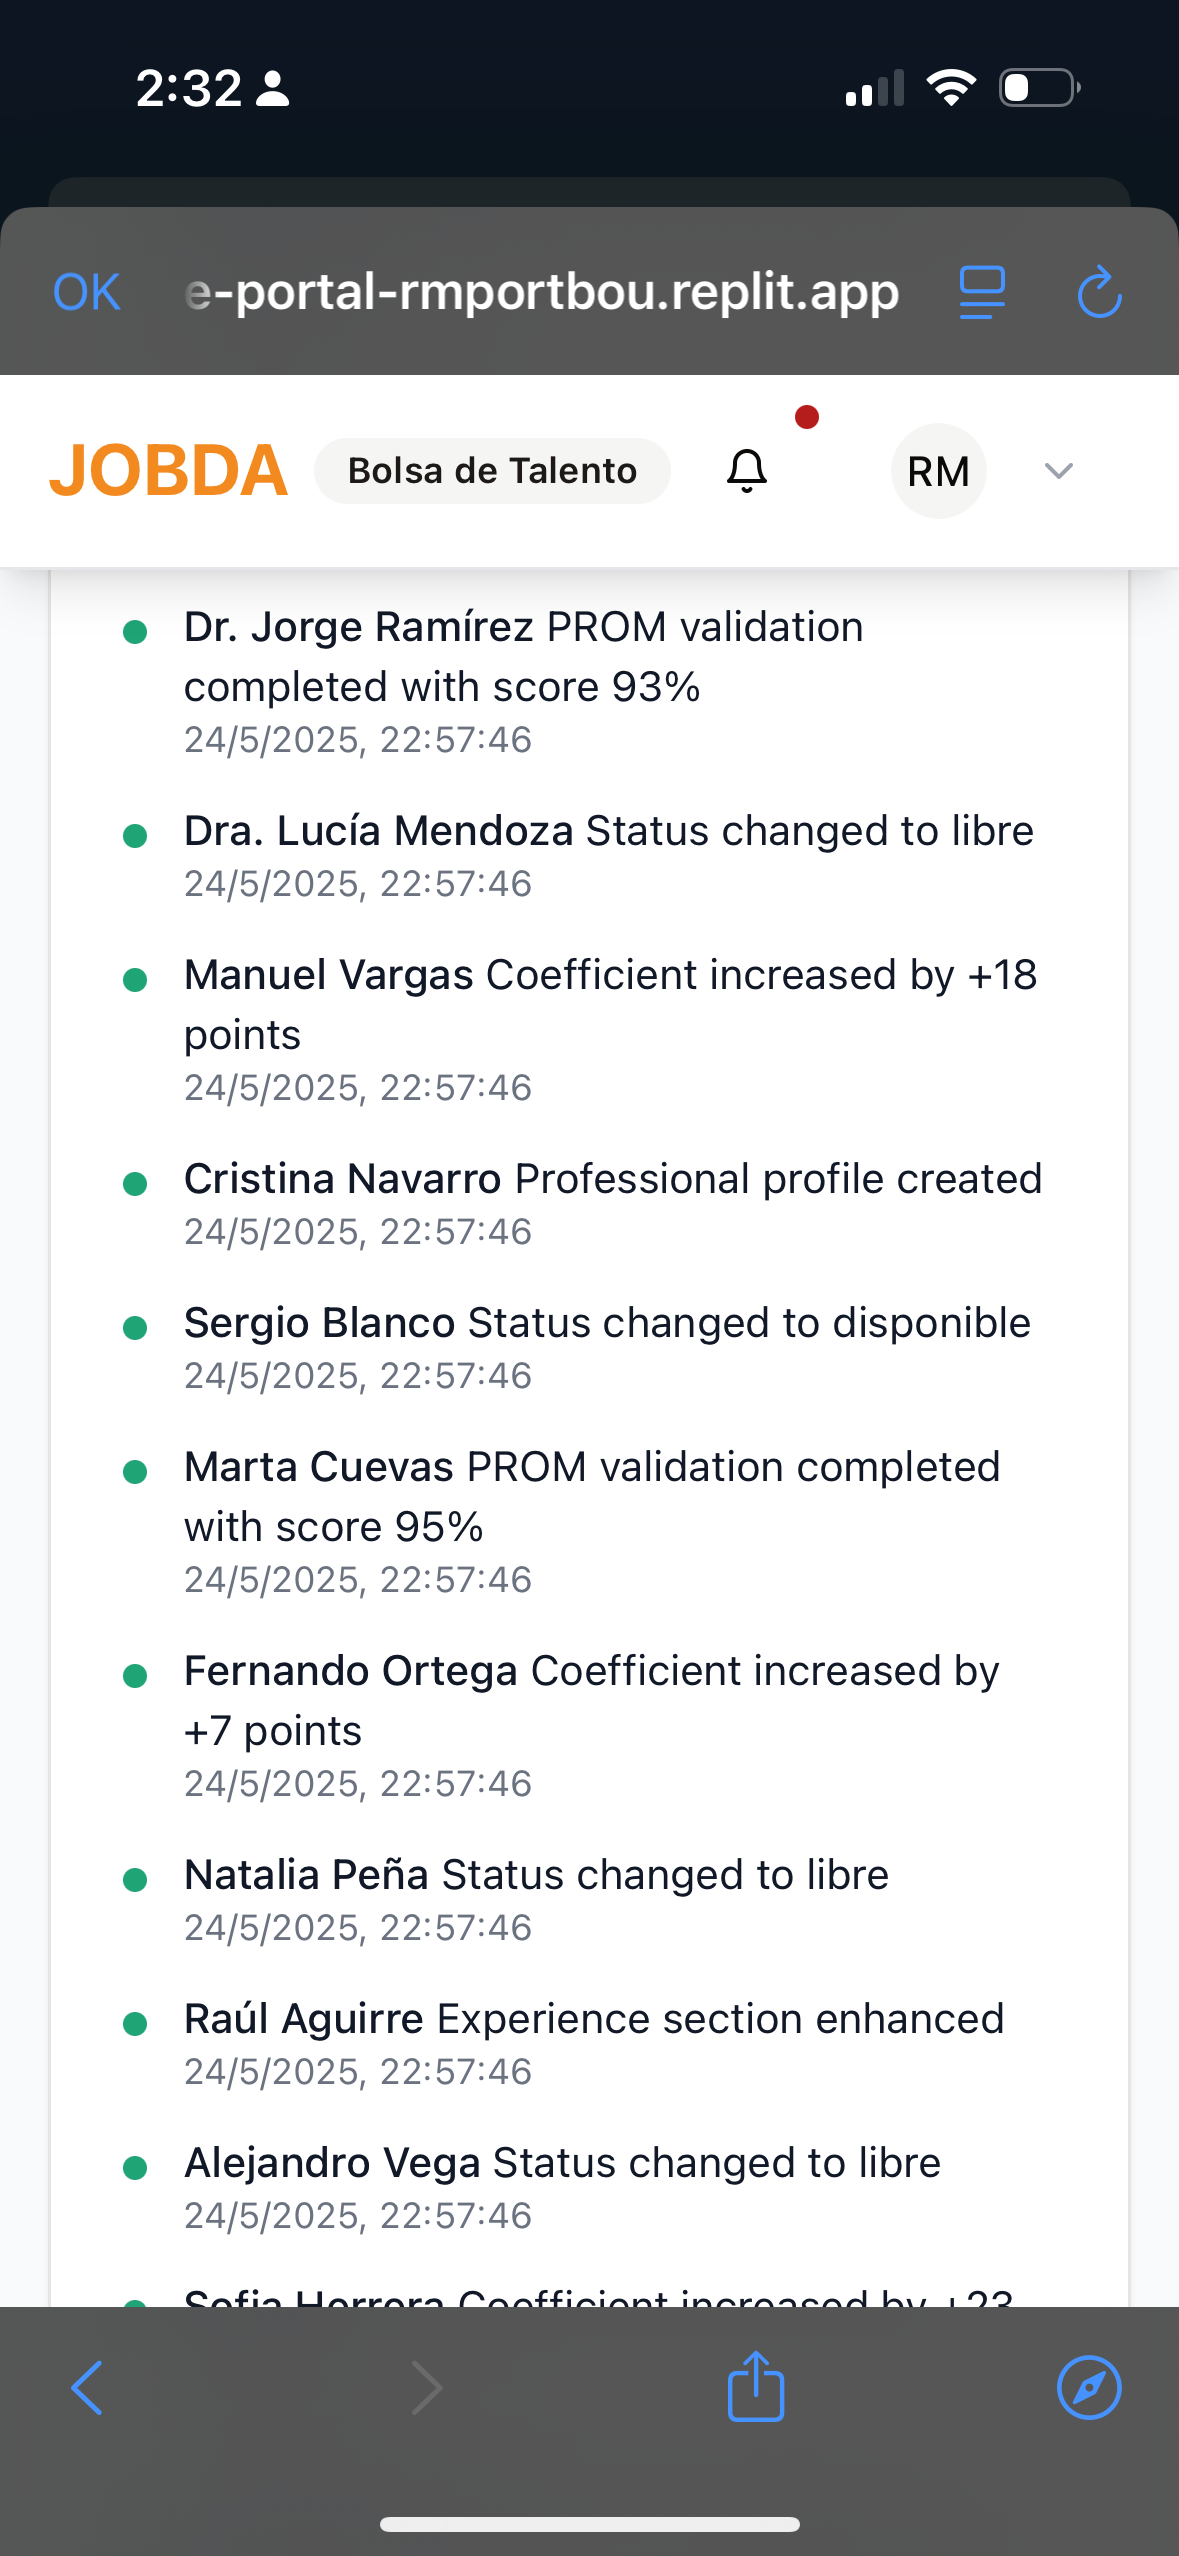 2:32
OK
e-portal-rmportbou.replit.app
JOBDA
Bolsa de Talento
RM
Dr. Jorge Ramírez PROM validation
completed with score 93%
24/5/2025, 22:57:46
Dra. Lucía Mendoza Status changed to libre
24/5/2025, 22:57:46
Manuel Vargas Coefficient increased by +18
points
24/5/2025, 22:57:46
Cristina Navarro Professional profile created
24/5/2025, 22:57:46
Sergio Blanco Status changed to disponible
24/5/2025, 22:57:46
Marta Cuevas PROM validation completed
with score 95%
24/5/2025, 22:57:46
Fernando Ortega Coefficient increased by
+7 points
24/5/2025, 22:57:46
Natalia Peña Status changed to libre
24/5/2025, 22:57:46
Raúl Aguirre Experience section enhanced
24/5/2025, 22:57:46
Alejandro Vega Status changed to libre
24/5/2025, 22:57:46
Sofia Herrera Coefficient increased by +23